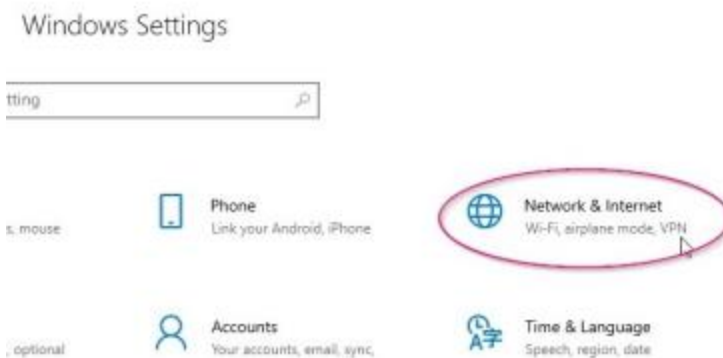 Windows Settings
tting
Phone
Link your Android, iPhone
Network & Internet
Wi-Fi, airplane mode, VPN
s, mouse
Accounts
Your accounts, email, sync,
Time & Language
Speech, region, date
, optional